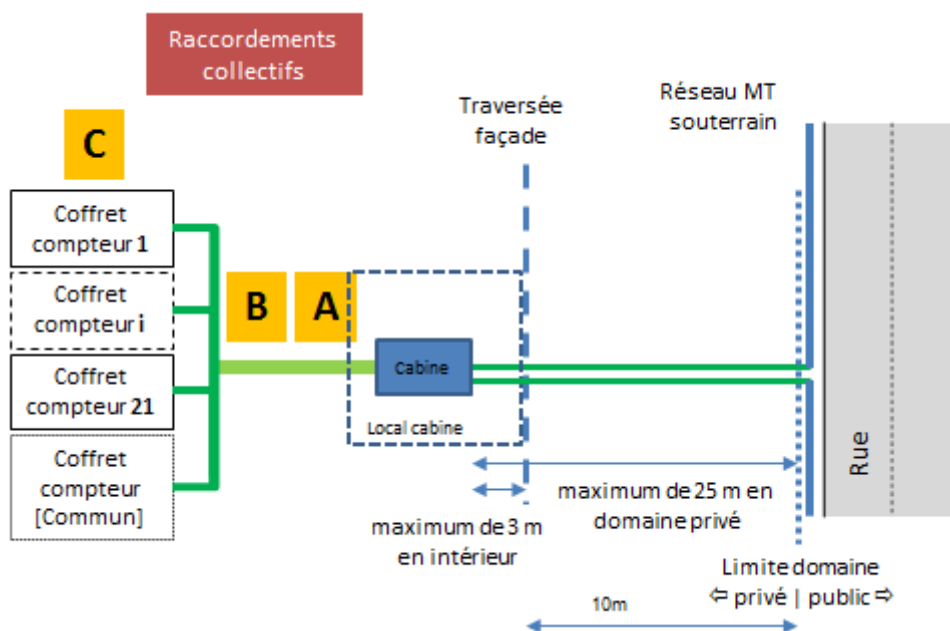 Raccordements
collectifs
Traversée
façade
Réseau MT
souterrain
C
Coffret
compteur 1
Coffret
compteur i
Coffret
compteur 21
Coffret
compteur
[Commun]
B
A
Cabine
Local cabine
Rue
maximum de 3 m
en intérieur
maximum de 25 m en
domaine privé
Limite domaine
⇦ privé | public ⇨
10m